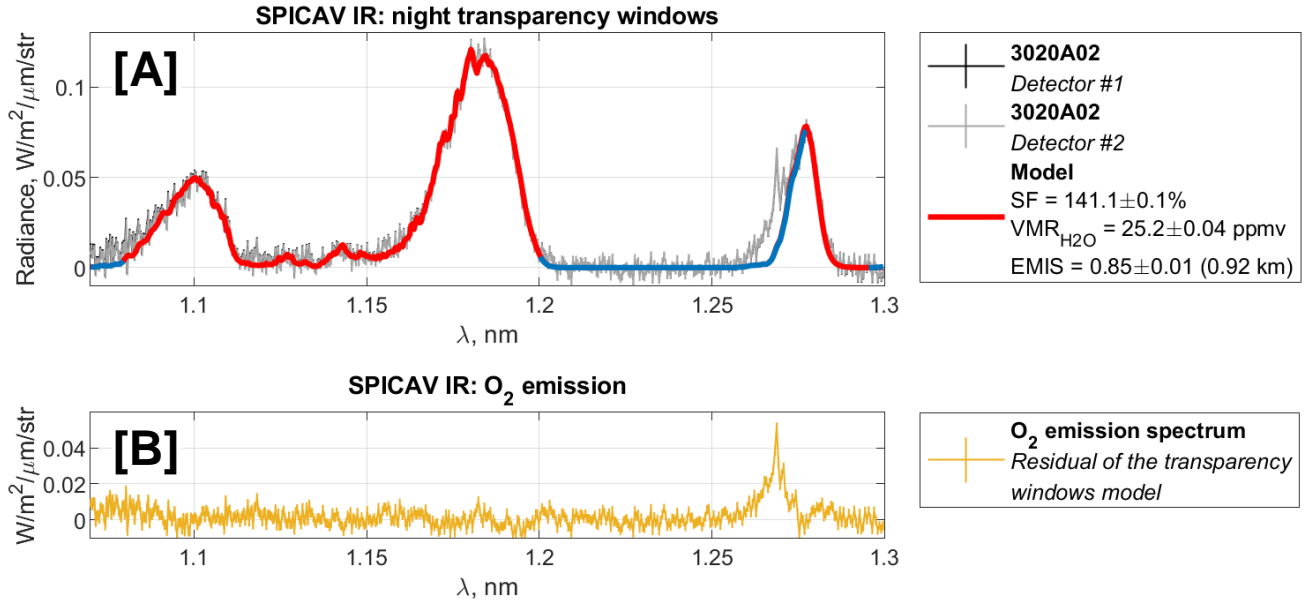 SPICAV IR: night transparency windows
[A]
Radiance, W/m²/μm/str
0.1
0.05
0
1.1
1.15
1.2
1.25
1.3
λ, nm
3020A02
Detector #1
3020A02
Detector #2
Model
SF = 141.1±0.1%
VMR_H2O = 25.2±0.04 ppmv
EMIS = 0.85±0.01 (0.92 km)
SPICAV IR: O₂ emission
[B]
W/m²/μm/str
0.04
0.02
0
1.1
1.15
1.2
1.25
1.3
λ, nm
O₂ emission spectrum
Residual of the transparency
windows model